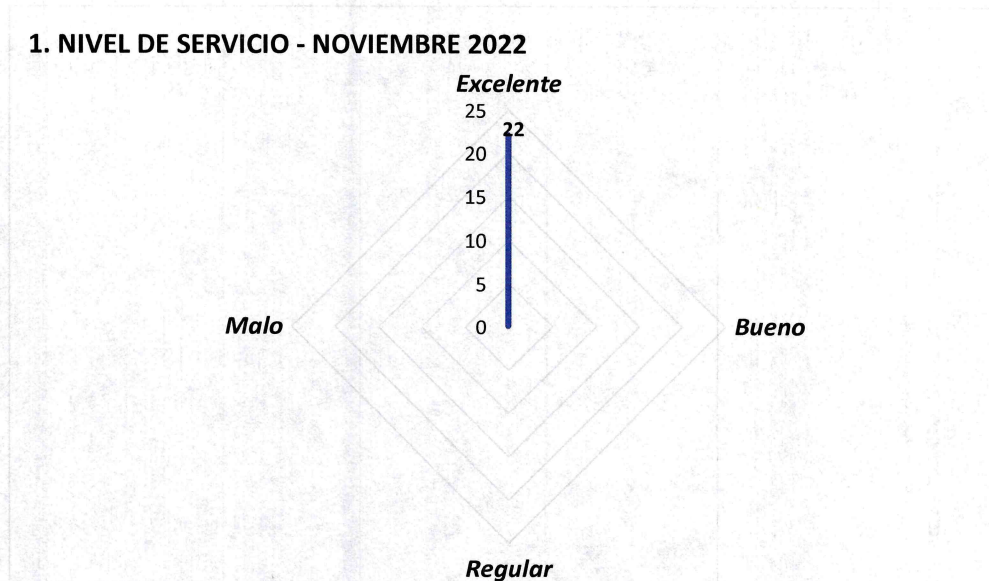 1. NIVEL DE SERVICIO - NOVIEMBRE 2022
Excelente
25
22
20
15
10
5
0
Malo
Bueno
Regular